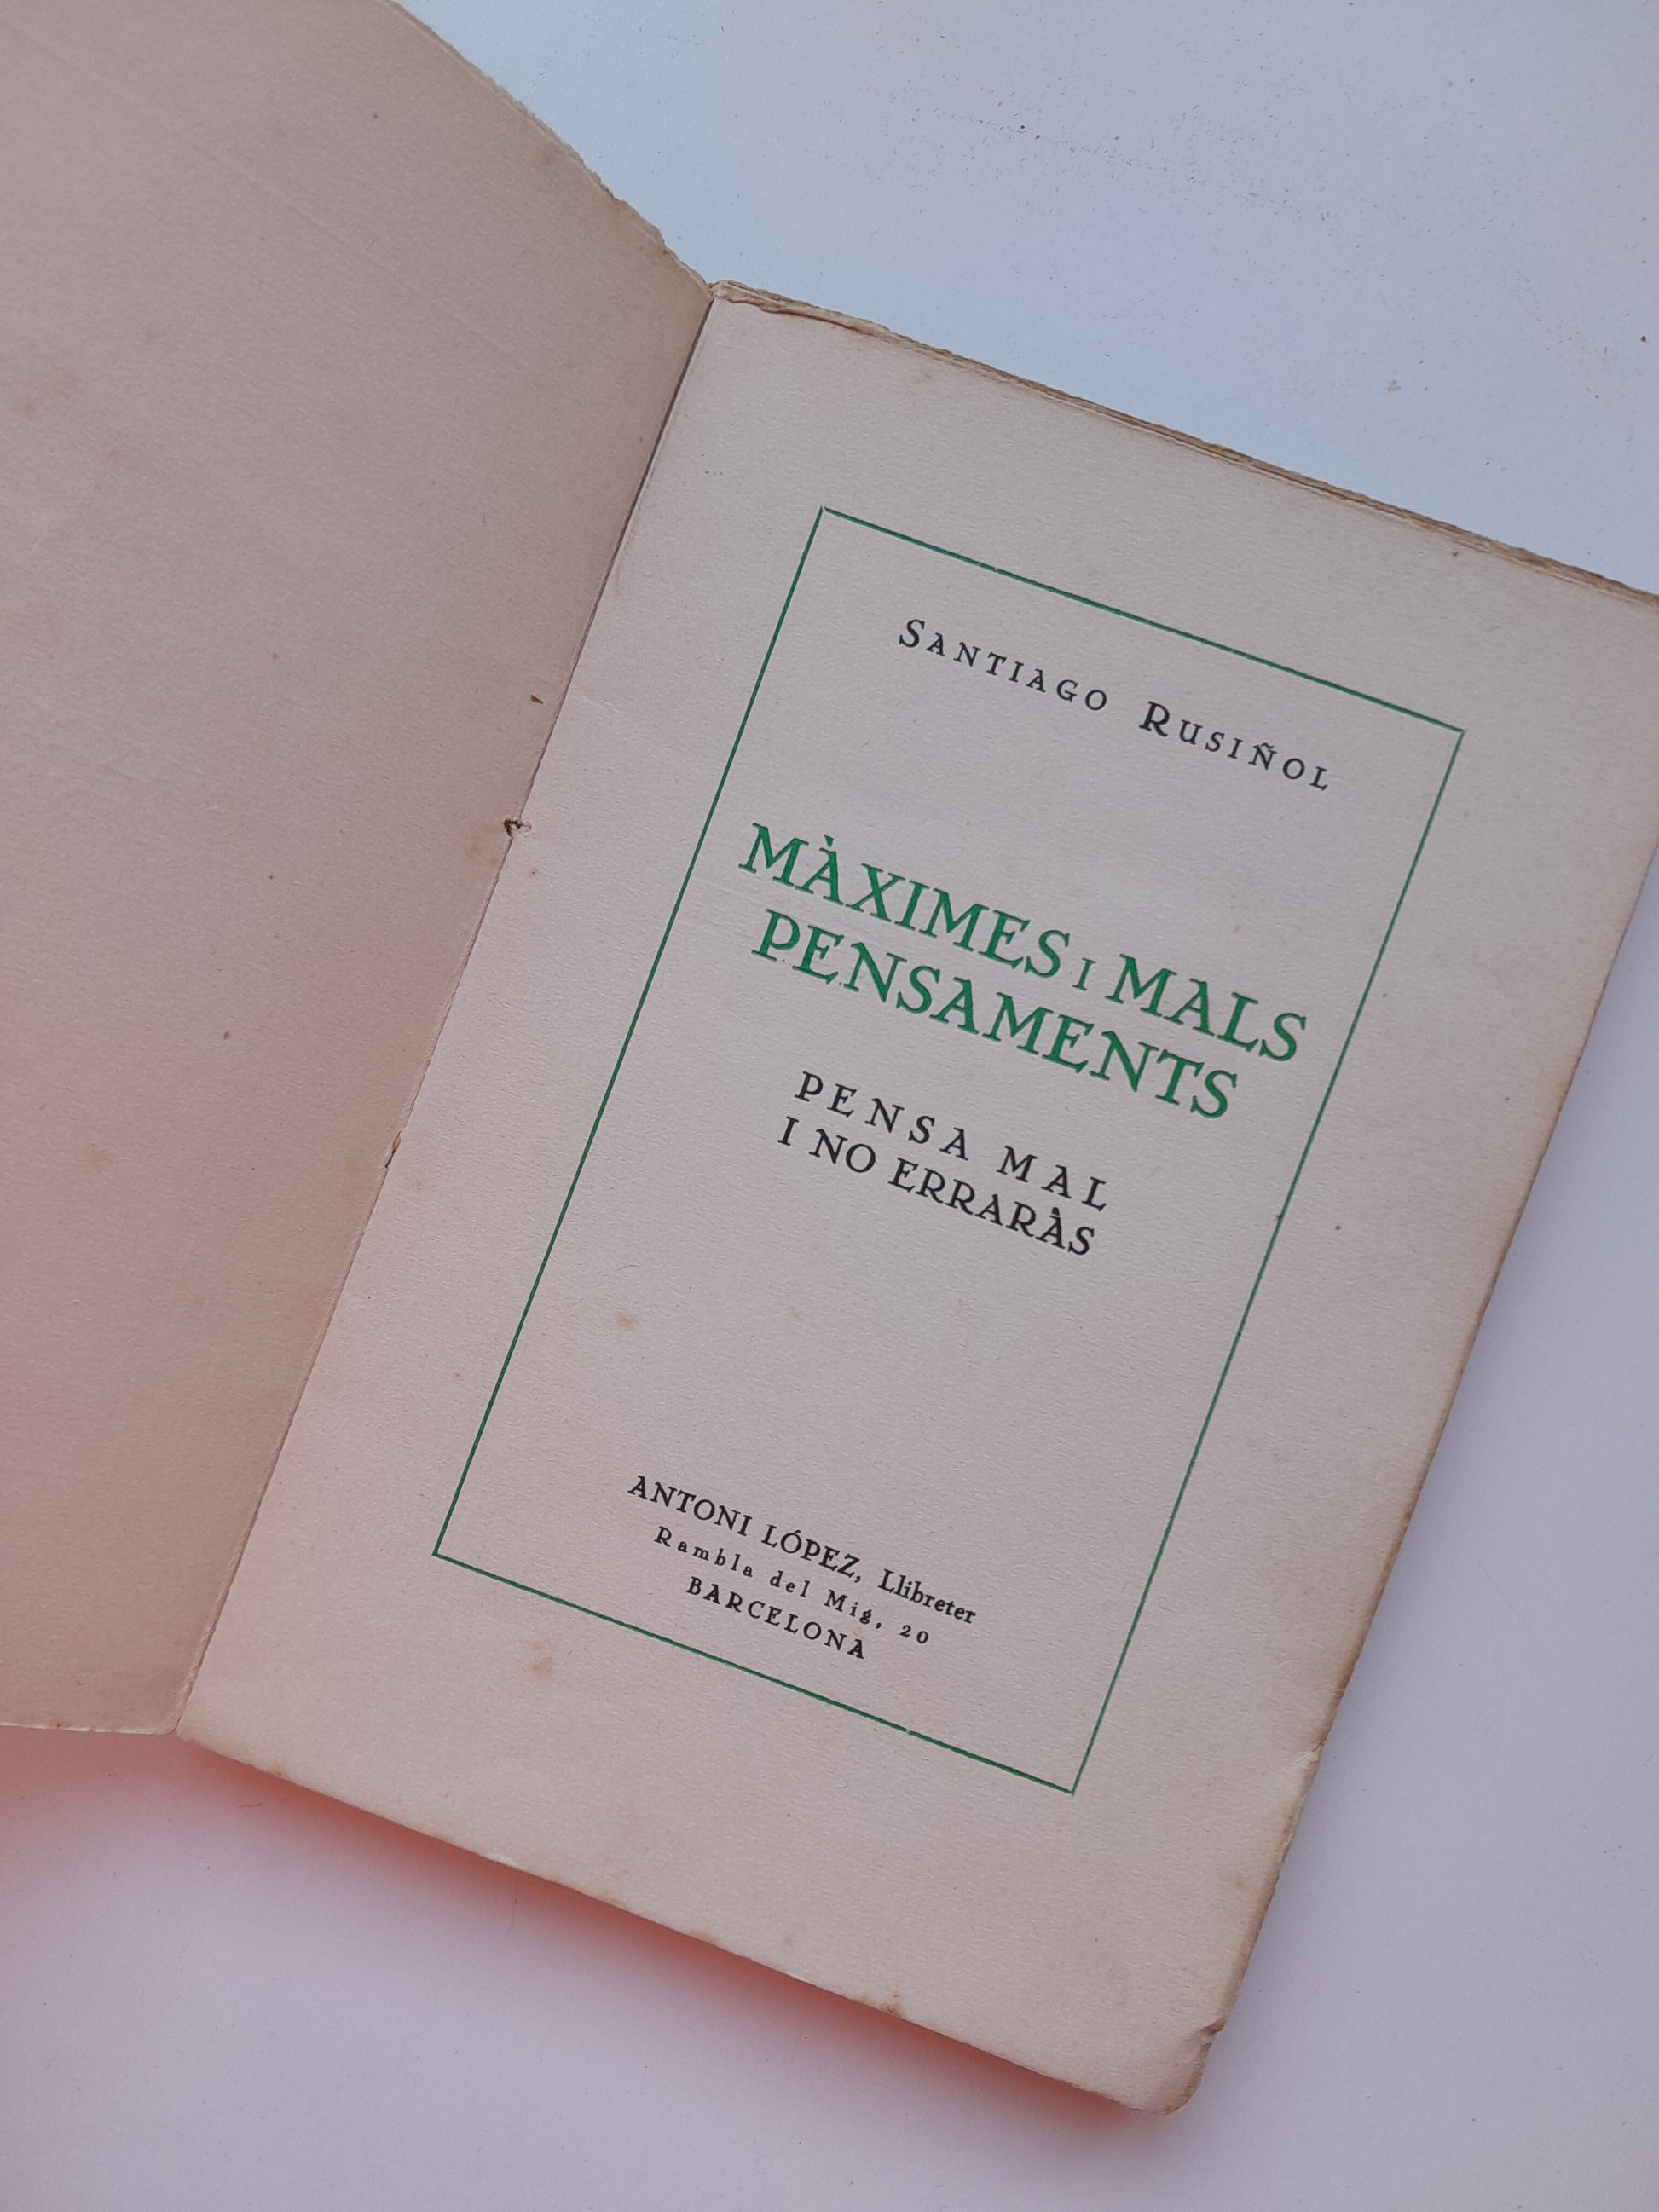 SANTIAGO RUSIÑOL
MÀXIMES I MALS
PENSAMENTS
PENSA MAL
I NO ERRARÀS
ANTONI LÓPEZ, Llibreter
Rambla del Mig, 20
BARCELONA